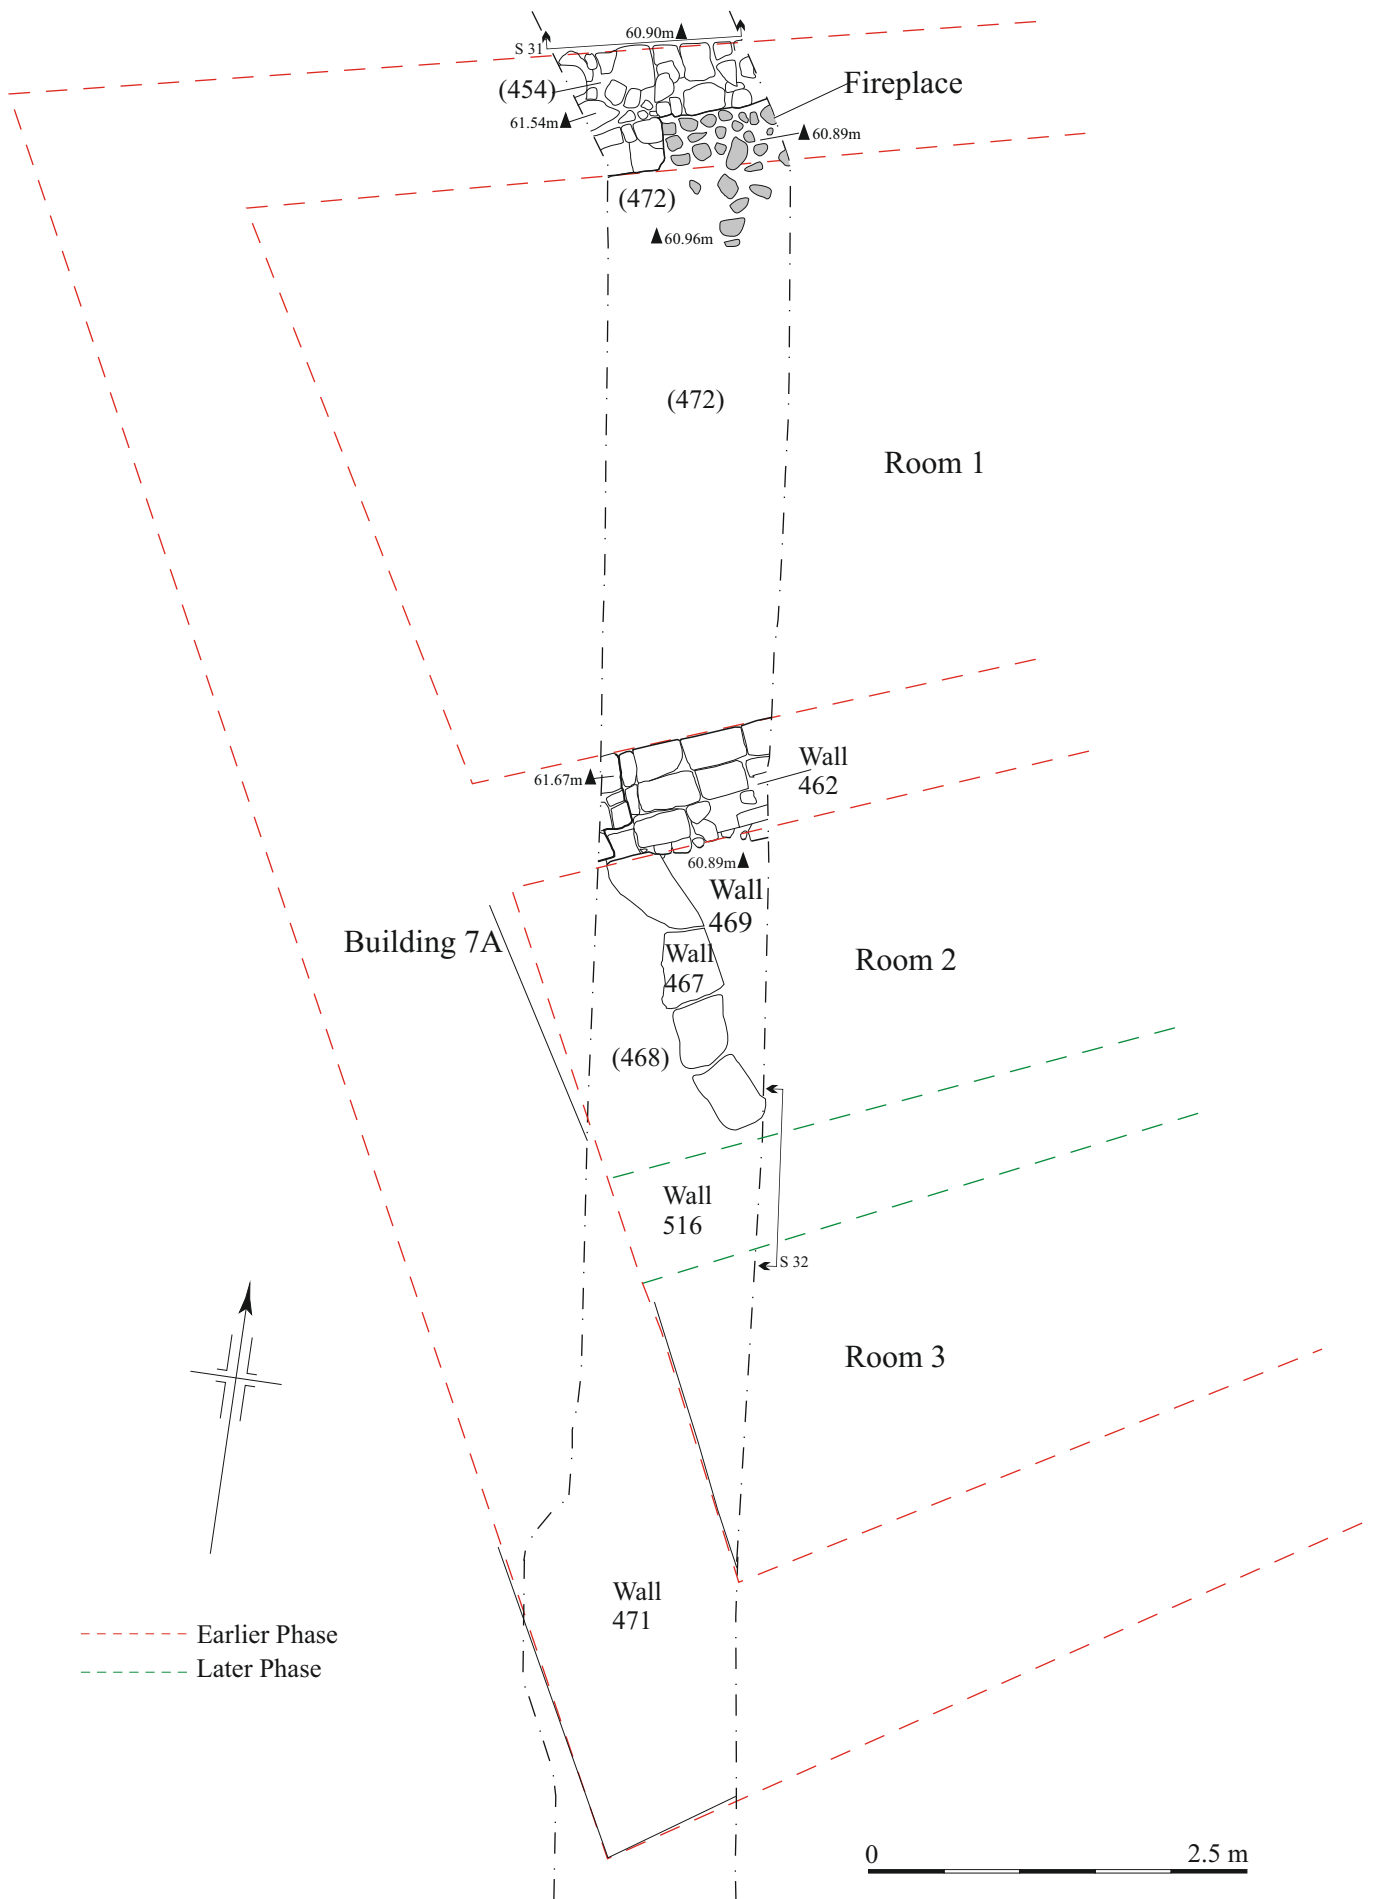 60.90m
S 31
(454)
Fireplace
61.54m
60.89m
(472)
60.96m
(472)
Room 1
Wall
462
61.67m
60.89m
Wall
469
Building 7A
Wall
467
Room 2
(468)
Wall
516
S 32
Room 3
Wall
471
Earlier Phase
Later Phase
0 2.5 m